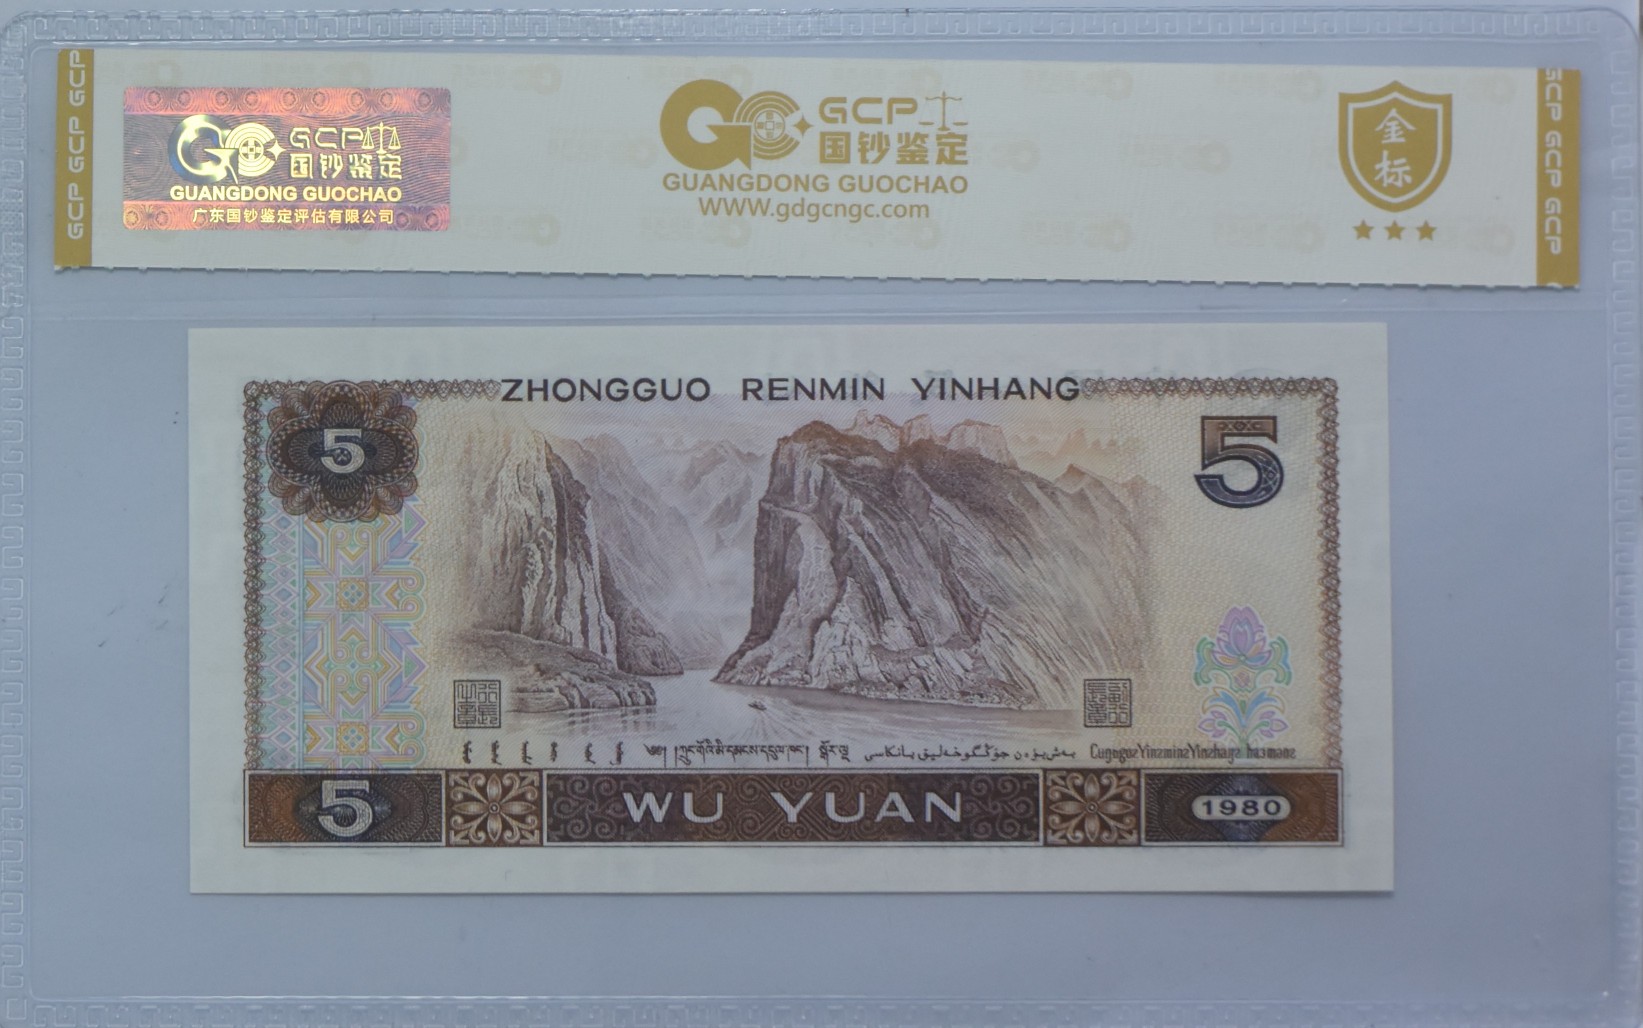 GCP GCP GCP
GCP
国钞鉴定
GUANGDONG GUOCHAO
广东国钞鉴定评估有限公司
GCP
国钞鉴定
GUANGDONG GUOCHAO
WWW.gdgcngc.com
金标
GCP GCP GCP
ZHONGGUO RENMIN YINHANG
5
5
5
WU YUAN
1980